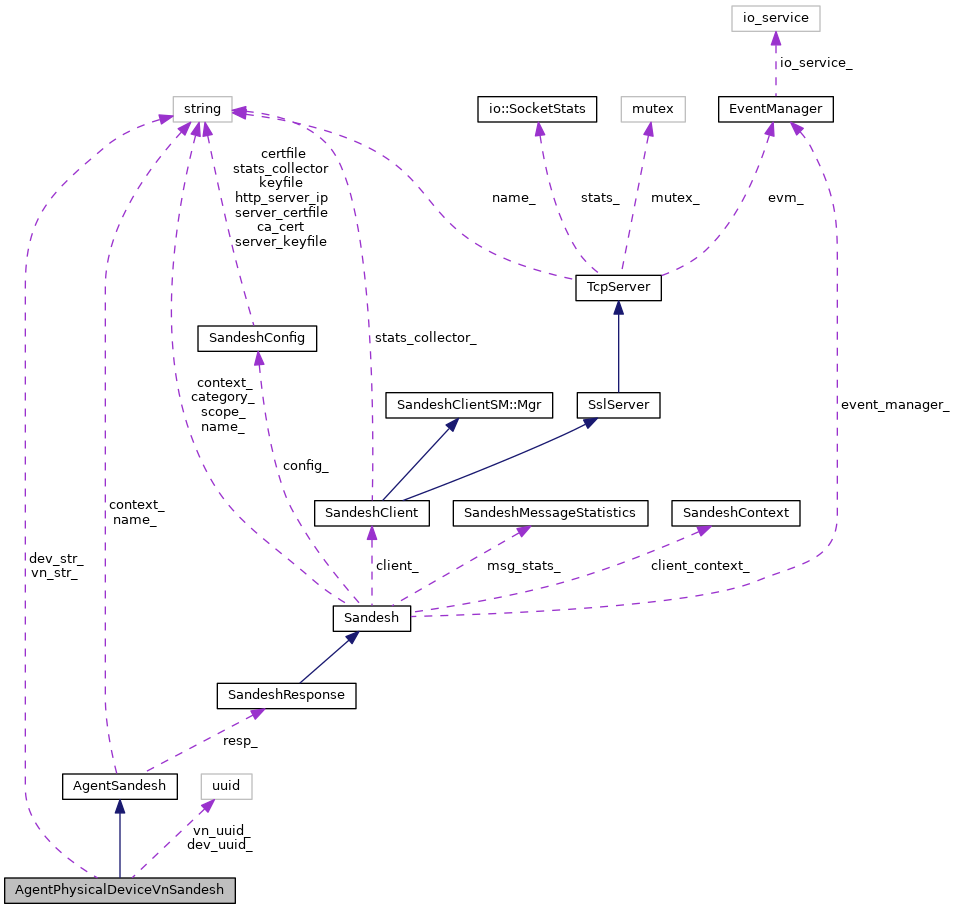 io_service
io_service_
string
io::SocketStats
mutex
EventManager
certfile
stats_collector
keyfile
http_server_ip
server_certfile
ca_cert
server_keyfile
name_
stats_
mutex_
evm_
TcpServer
SandeshConfig
stats_collector_
context_
category_
scope_
name_
SandeshClientSM::Mgr
SslServer
event_manager_
config_
SandeshClient
SandeshMessageStatistics
SandeshContext
context_
name_
dev_str_
vn_str_
client_
msg_stats_
client_context_
Sandesh
SandeshResponse
resp_
AgentSandesh
uuid
vn_uuid_
dev_uuid_
AgentPhysicalDeviceVnSandesh